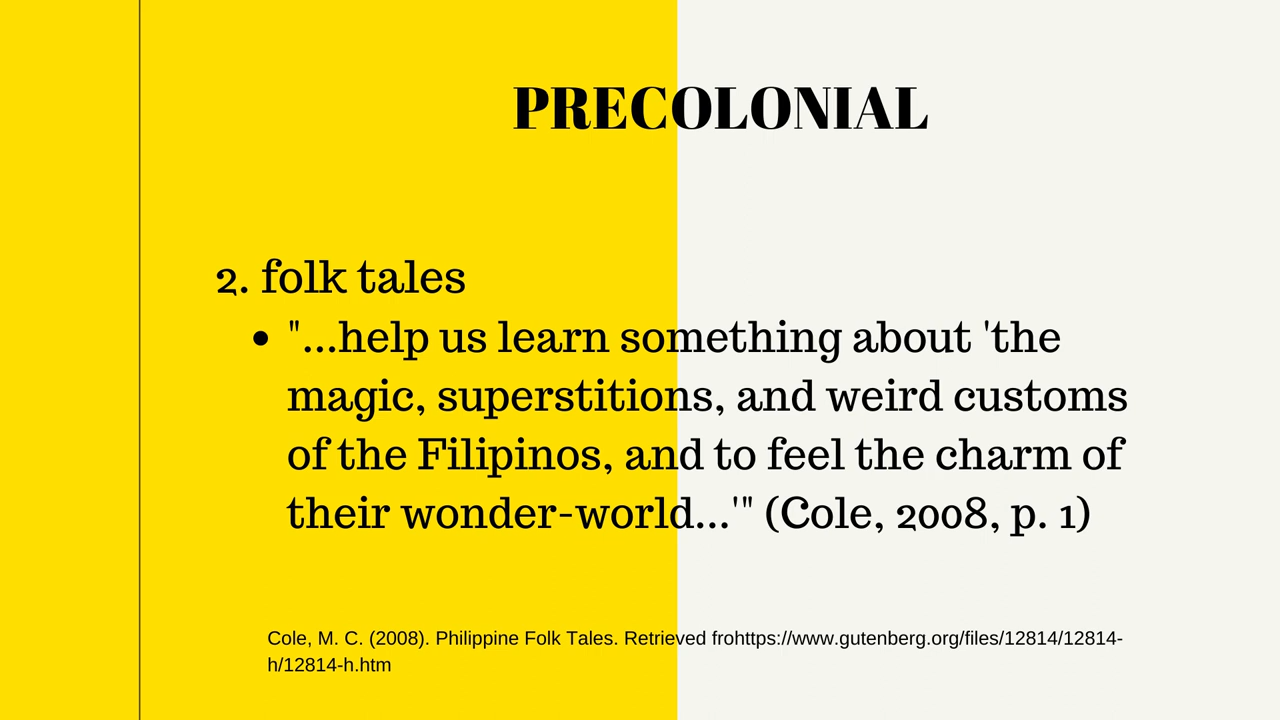 PRECOLONIAL
2. folk tales
• "...help us learn something about 'the
magic, superstitions, and weird customs
of the Filipinos, and to feel the charm of
their wonder-world...'" (Cole, 2008, p. 1)
Cole, M. C. (2008). Philippine Folk Tales. Retrieved frohttps://www.gutenberg.org/files/12814/12814-
h/12814-h.htm